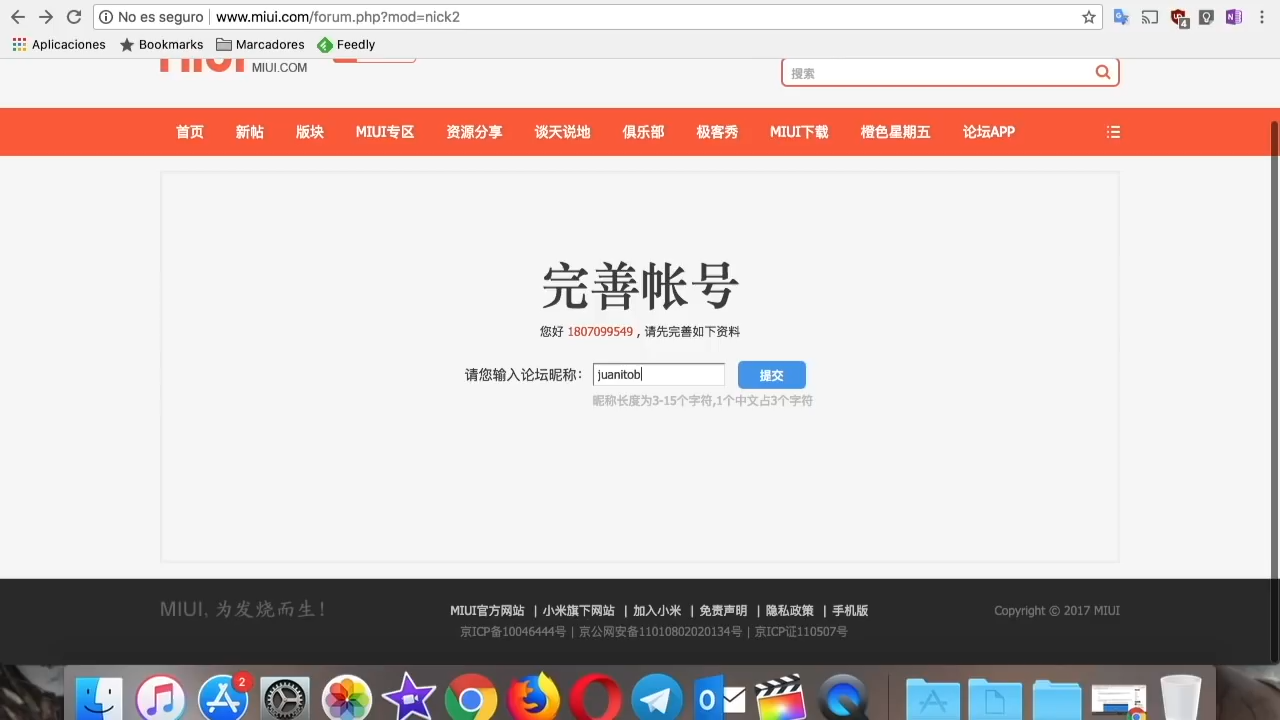 No es seguro www.miui.com/forum.php?mod=nick2
4
Aplicaciones Bookmarks Marcadores Feedly
MIUI MIUI.COM
搜索
首页 新帖 版块 MIUI专区 资源分享 谈天说地 俱乐部 极客秀 MIUI下载 橙色星期五 论坛APP
完善帐号
您好 1807099549 , 请先完善如下资料
请您输入论坛昵称: juanitob 提交
昵称长度为3-15个字符,1个中文占3个字符
MIUI, 为发烧而生!
MIUI官方网站 | 小米旗下网站 | 加入小米 | 免责声明 | 隐私政策 | 手机版
Copyright © 2017 MIUI
京ICP备10046444号 | 京公网安备11010802020134号 | 京ICP证110507号
2